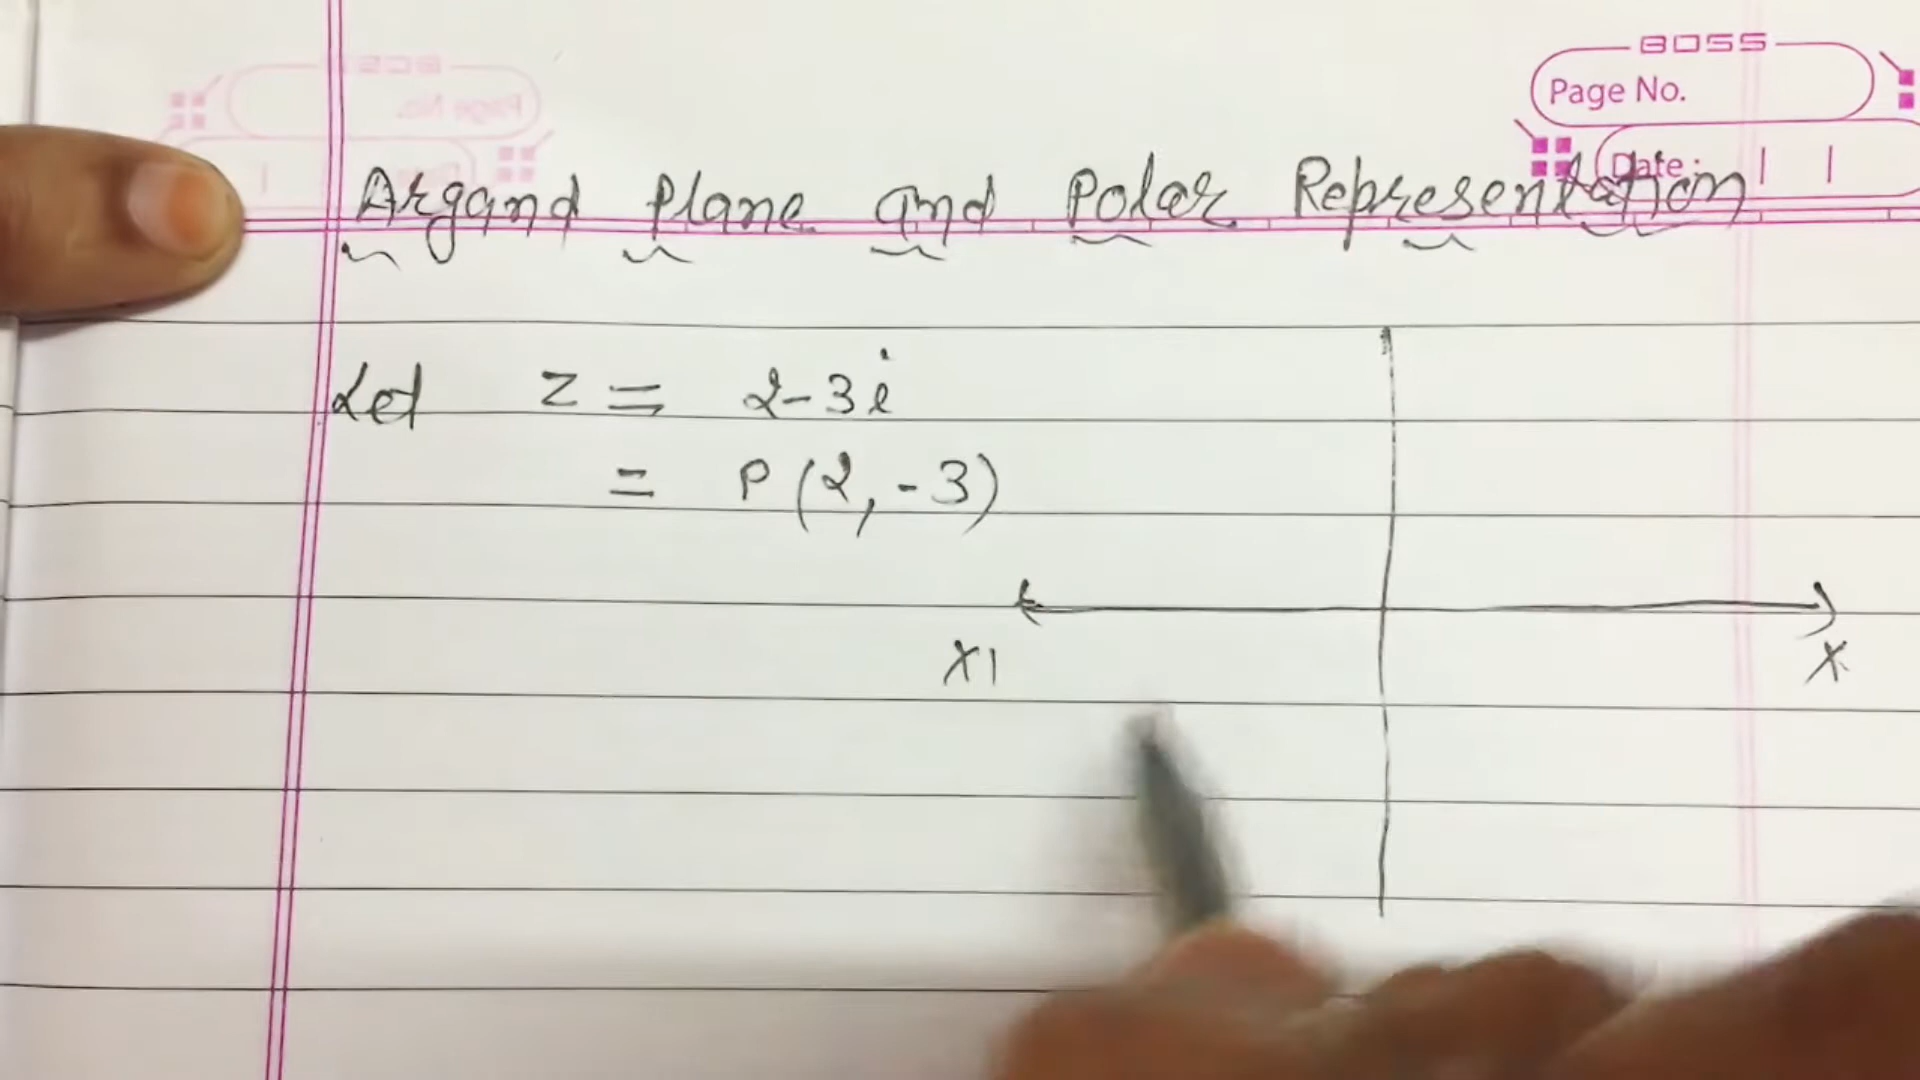 BOSS
Page No.
Date :
Argand Plane and Polar Representation
Let z = 2-3i
= P (2, -3)
X1 X